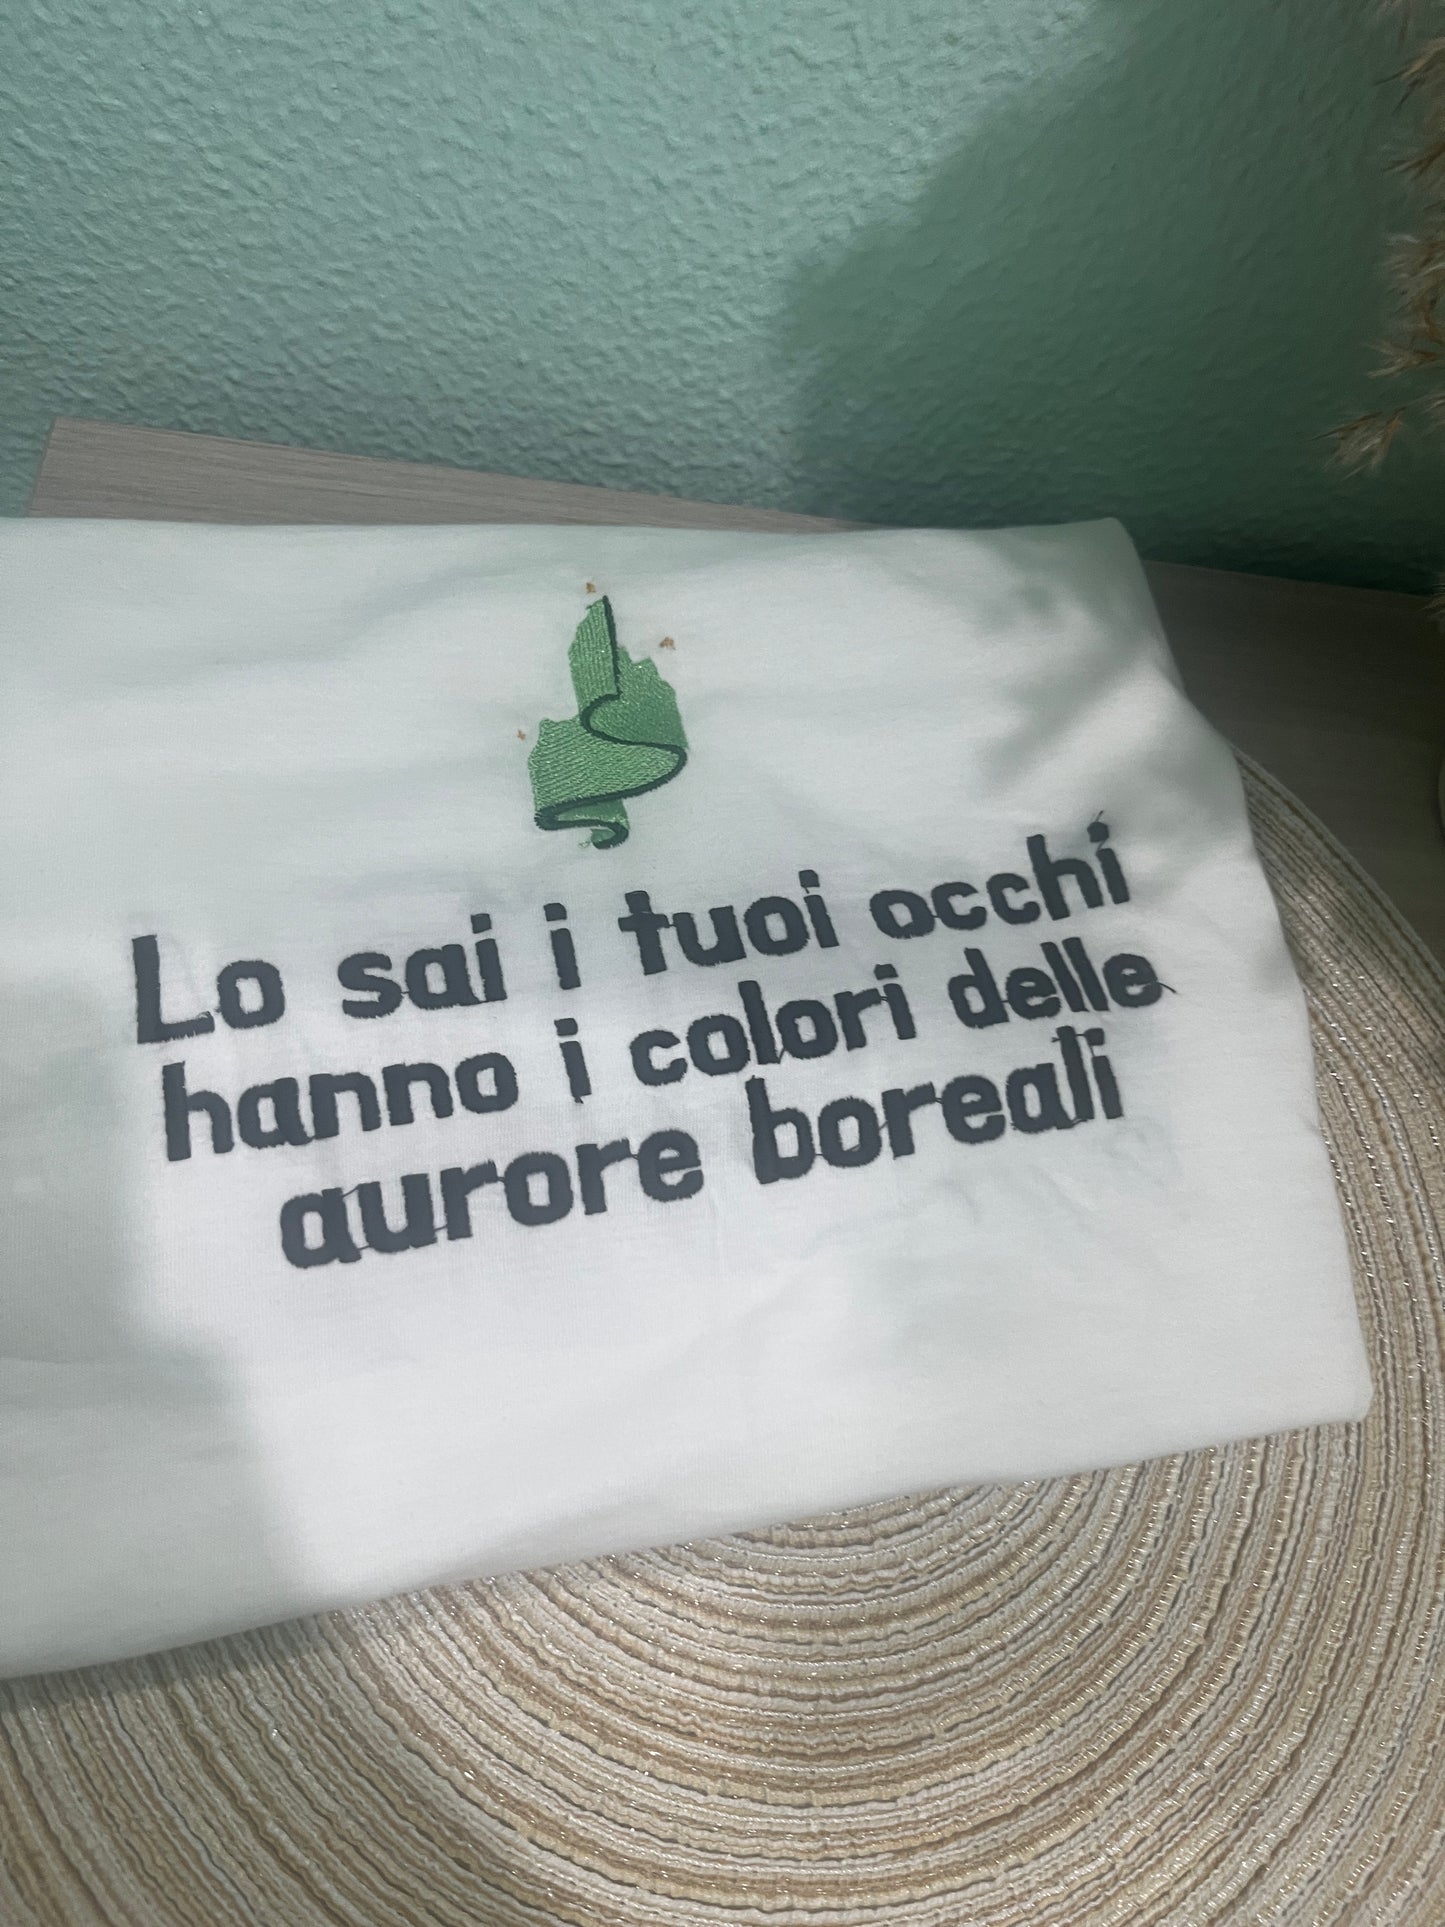 Lo sai i tuoi occhi
hanno i colori delle
aurore boreali